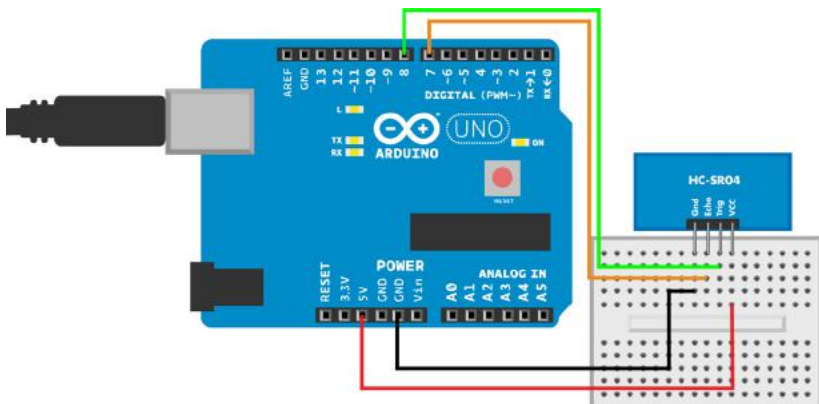 AREF
GND
13
12
~11
~10
~9
8
7
~6
~5
4
~3
2
TX→1
RX←0
DIGITAL (PWM~)
L
TX
RX
UNO
ARDUINO
ON
RESET
HC-SR04
Gnd
Echo
Trig
VCC
POWER
ANALOG IN
RESET
3.3V
5V
GND
GND
Vin
A0
A1
A2
A3
A4
A5